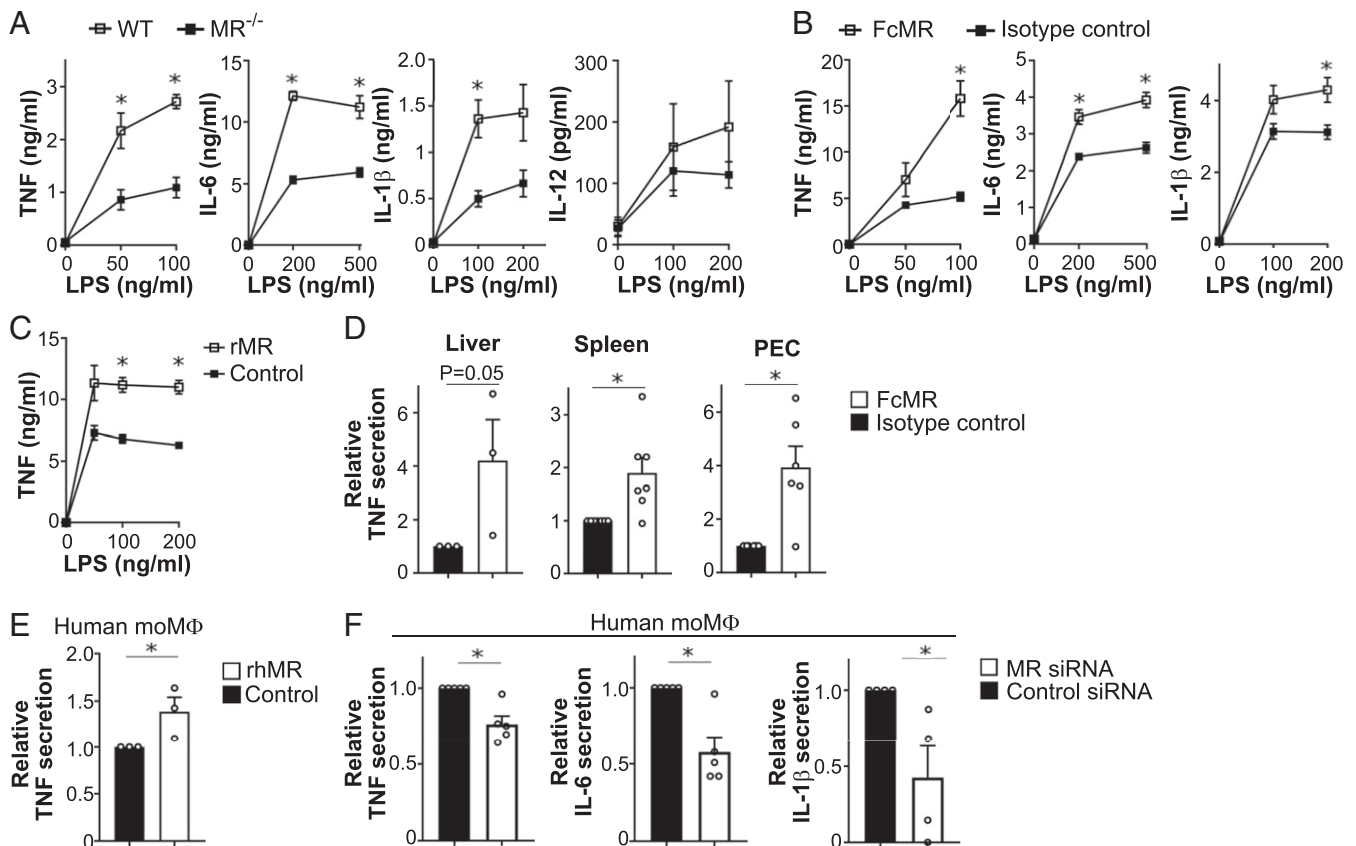 A
WT MR-/-
TNF (ng/ml)
3
2
1
0
* *
0 50 100
LPS (ng/ml)
IL-6 (ng/ml)
15
10
5
0
* *
0 200 500
LPS (ng/ml)
IL-1β (ng/ml)
2.0
1.5
1.0
0.5
0
*
0 100 200
LPS (ng/ml)
IL-12 (pg/ml)
300
200
100
0
0 100 200
LPS (ng/ml)
B
FcMR Isotype control
TNF (ng/ml)
20
15
10
5
0
*
0 50 100
LPS (ng/ml)
IL-6 (ng/ml)
5
4
3
2
1
0
* *
0 200 500
LPS (ng/ml)
IL-1β (ng/ml)
4
2
0
*
0 100 200
LPS (ng/ml)
C
TNF (ng/ml)
15
10
5
0
* *
0 100 200
LPS (ng/ml)
rMR
Control
D
Relative
TNF secretion
Liver
P=0.05
6
4
2
0
Spleen
*
3
2
1
0
PEC
*
6
4
2
0
FcMR
Isotype control
E
Human moMΦ
Relative
TNF secretion
*
2.0
1.5
1.0
0.5
0
rhMR
Control
F
Human moMΦ
Relative
TNF secretion
*
1.0
0.5
0
Relative
IL-6 secretion
*
1.0
0.5
0
Relative
IL-1β secretion
*
1.0
0.5
0
MR siRNA
Control siRNA